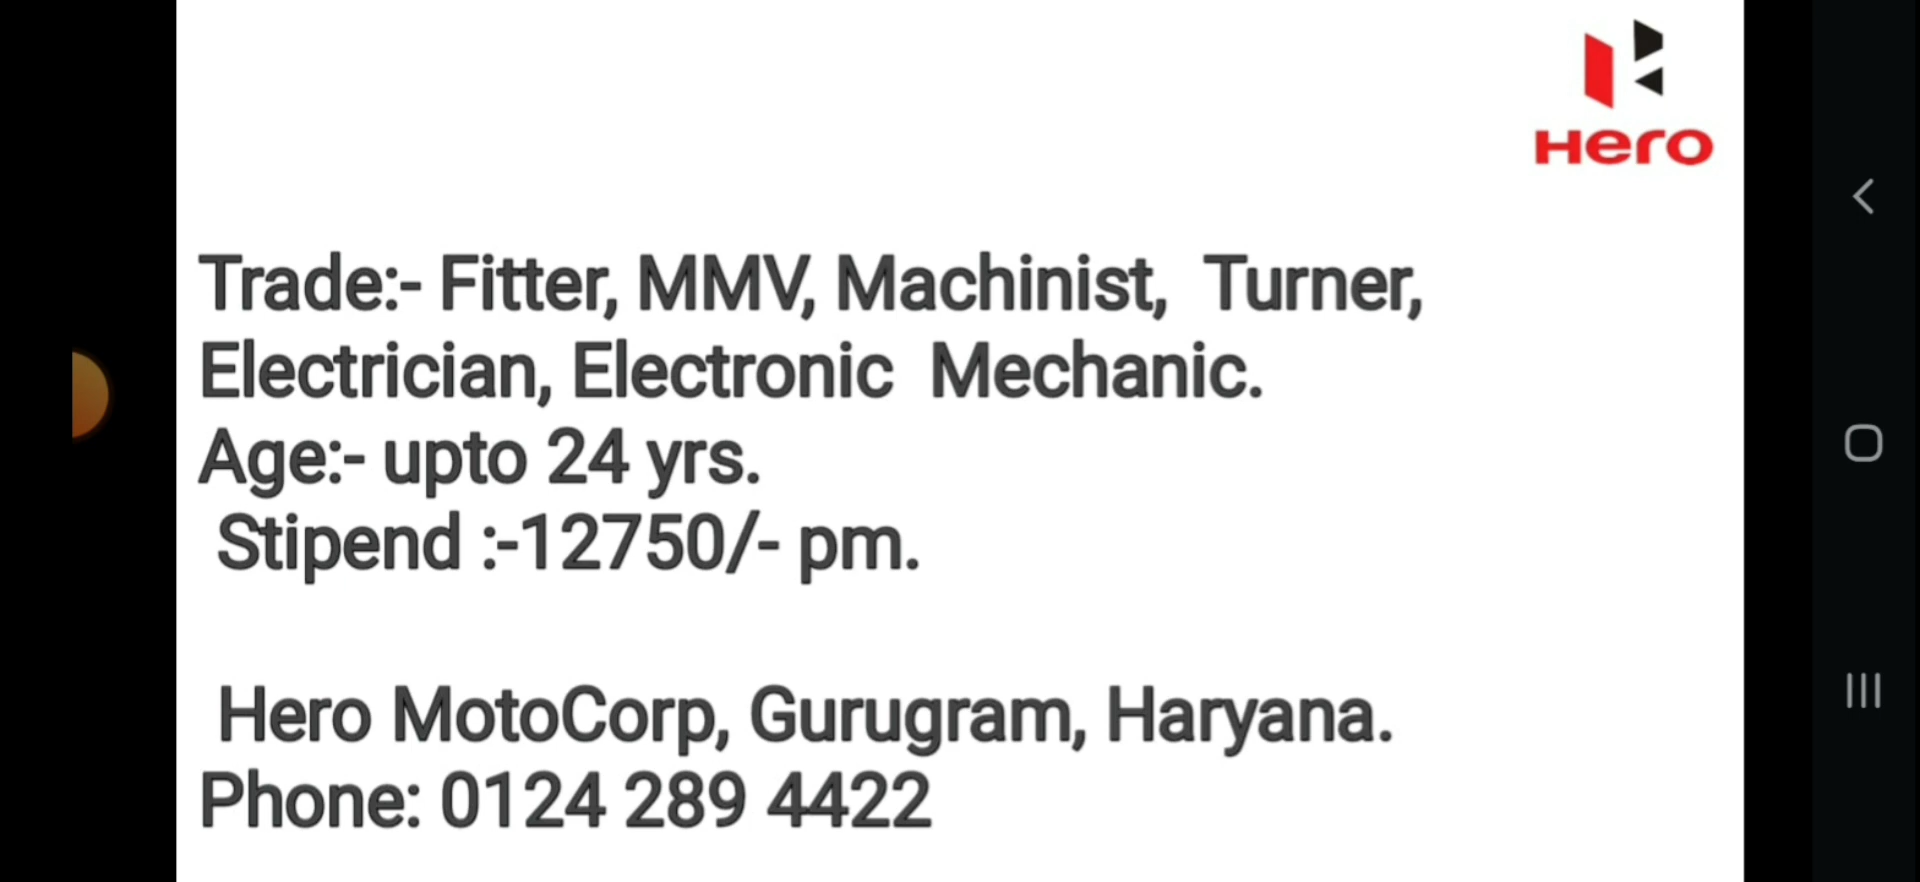 Hero
Trade:- Fitter, MMV, Machinist, Turner,
Electrician, Electronic Mechanic.
Age:- upto 24 yrs.
Stipend :-12750/- pm.
Hero MotoCorp, Gurugram, Haryana.
Phone: 0124 289 4422